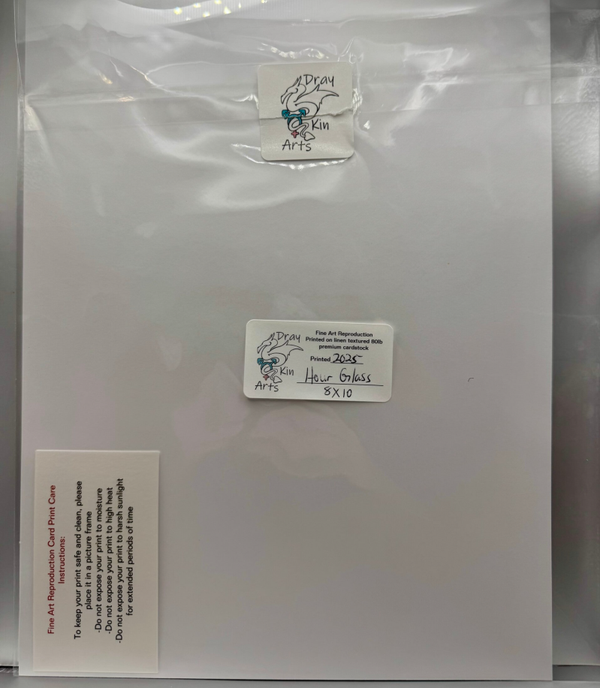 Dray
Kin
Arts
Dray
Kin
Arts
Fine Art Reproduction
Printed on linen textured 80lb
premium cardstock
Printed 2025
Hour Glass
8X10
Fine Art Reproduction Card Print Care
Instructions:
To keep your print safe and clean, please
place it in a picture frame
-Do not expose your print to moisture
-Do not expose your print to high heat
-Do not expose your print to harsh sunlight
for extended periods of time